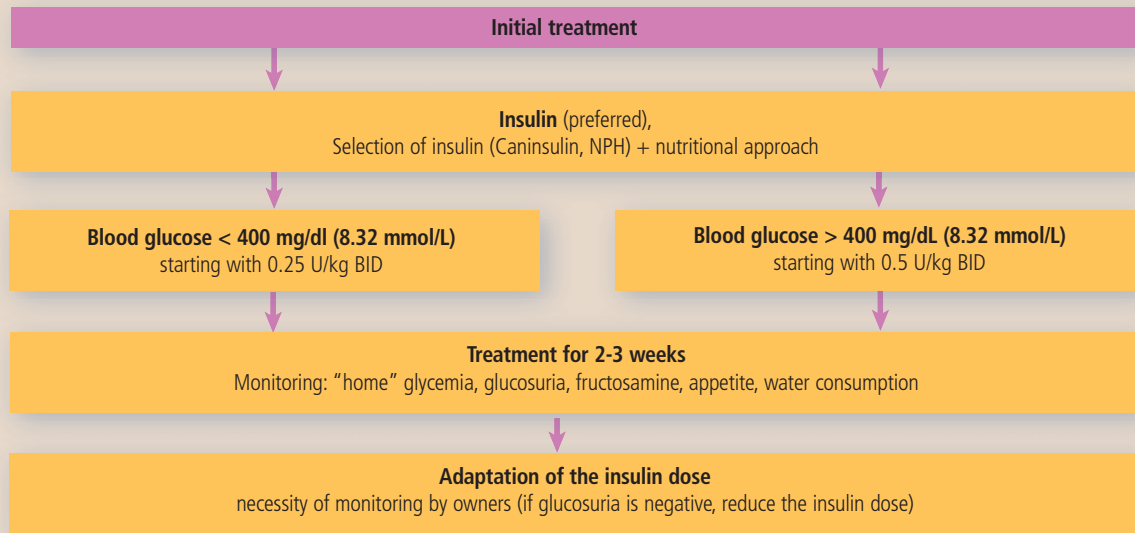 Initial treatment
Insulin (preferred),
Selection of insulin (Caninsulin, NPH) + nutritional approach
Blood glucose < 400 mg/dl (8.32 mmol/L)
starting with 0.25 U/kg BID
Blood glucose > 400 mg/dL (8.32 mmol/L)
starting with 0.5 U/kg BID
Treatment for 2-3 weeks
Monitoring: “home” glycemia, glucosuria, fructosamine, appetite, water consumption
Adaptation of the insulin dose
necessity of monitoring by owners (if glucosuria is negative, reduce the insulin dose)